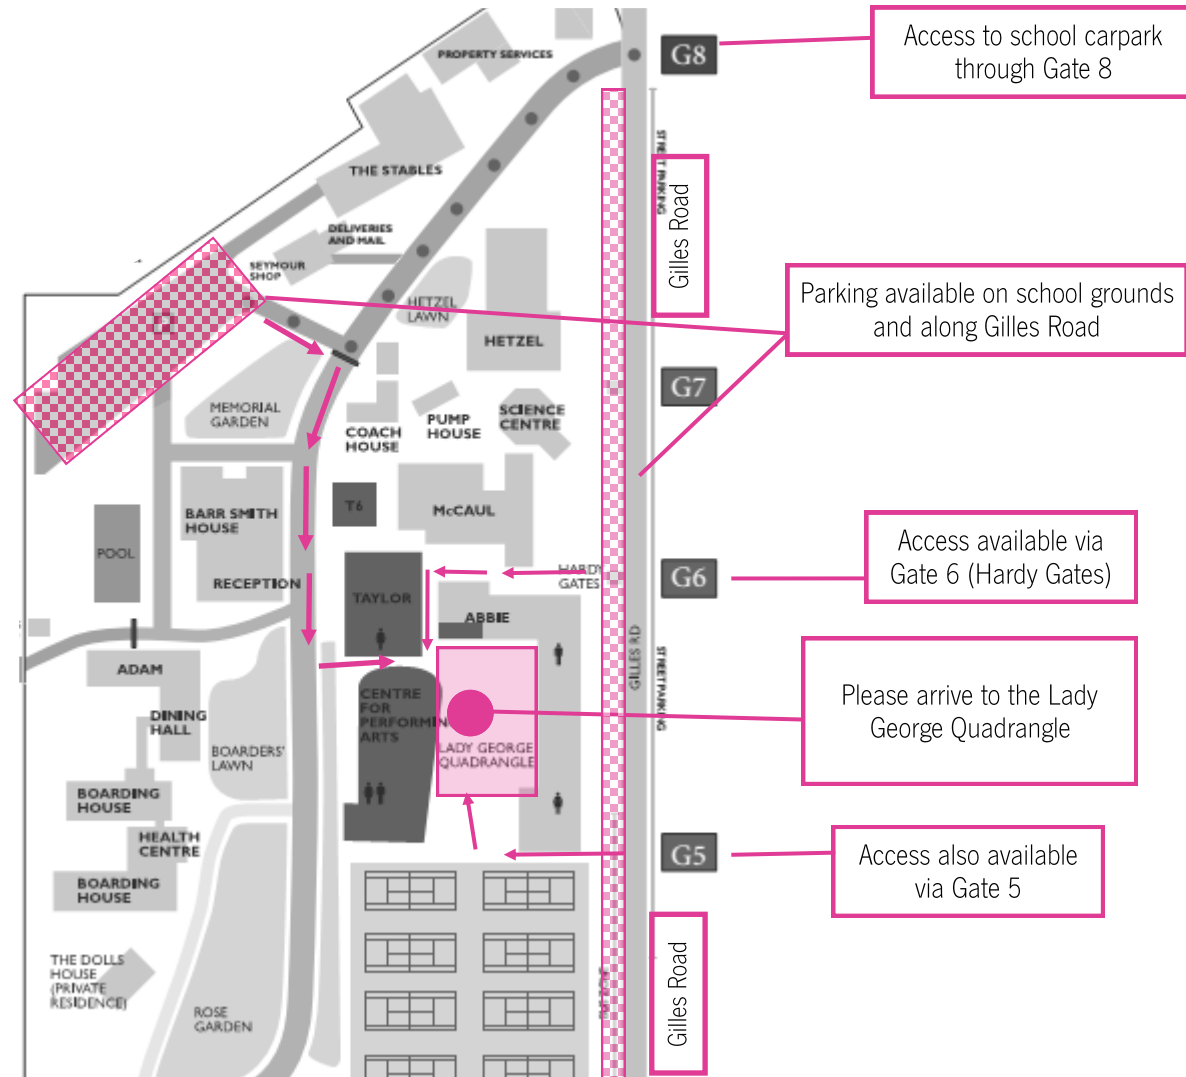 PROPERTY SERVICES
G8
Access to school carpark
through Gate 8
STREET PARKING
THE STABLES
Gilles Road
DELIVERIES
AND MAIL
SEYMOUR
SHOP
HETZEL
LAWN
Parking available on school grounds
and along Gilles Road
HETZEL
G7
MEMORIAL
GARDEN
COACH
HOUSE
PUMP
HOUSE
SCIENCE
CENTRE
T6
McCAUL
BARR SMITH
HOUSE
POOL
RECEPTION
HARDY
GATES
G6
Access available via
Gate 6 (Hardy Gates)
TAYLOR
ABBIE
GILLES RD
STREET PARKING
ADAM
Please arrive to the Lady
George Quadrangle
CENTRE
FOR
PERFORMIN
ARTS
DINING
HALL
BOARDERS'
LAWN
LADY GEORGE
QUADRANGLE
BOARDING
HOUSE
HEALTH
CENTRE
G5
Access also available
via Gate 5
BOARDING
HOUSE
Gilles Road
THE DOLLS
HOUSE
(PRIVATE
RESIDENCE)
ROSE
GARDEN